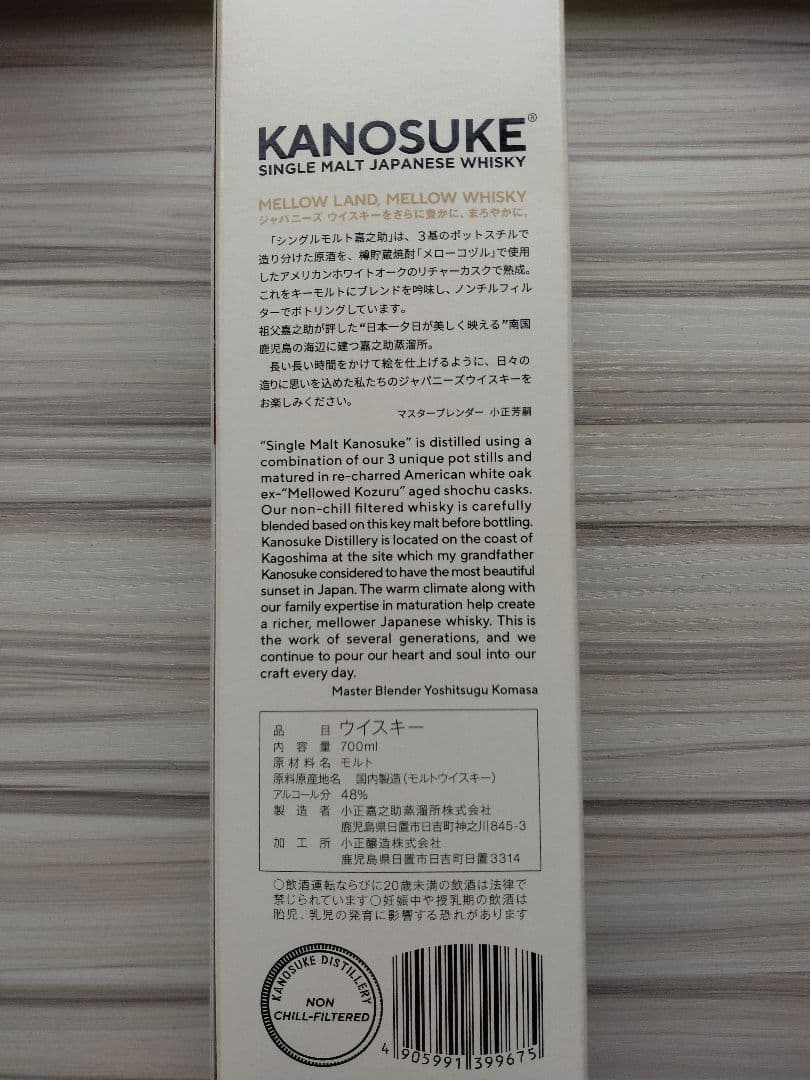 KANOSUKE®
SINGLE MALT JAPANESE WHISKY
MELLOW LAND, MELLOW WHISKY
ジャパニーズ ウイスキーをさらに豊かに、まろやかに。
「シングルモルト嘉之助」は、3基のポットスチルで
造り分けた原酒を、樽貯蔵焼酎「メローコヅル」で使用
したアメリカンホワイトオークのリチャーカスクで熟成。
これをキーモルトにブレンドを吟味し、ノンチルフィル
ターでボトリングしています。
祖父嘉之助が評した“日本一夕日が美しく映える”南国
鹿児島の海辺に建つ嘉之助蒸溜所。
長い長い時間をかけて絵を仕上げるように、日々の
造りに思いを込めた私たちのジャパニーズウイスキーを
お楽しみください。
マスターブレンダー 小正芳嗣
“Single Malt Kanosuke” is distilled using a
combination of our 3 unique pot stills and
matured in re-charred American white oak
ex-“Mellowed Kozuru” aged shochu casks.
Our non-chill filtered whisky is carefully
blended based on this key malt before bottling.
Kanosuke Distillery is located on the coast of
Kagoshima at the site which my grandfather
Kanosuke considered to have the most beautiful
sunset in Japan. The warm climate along with
our family expertise in maturation help create
a richer, mellower Japanese whisky. This is
the work of several generations, and we
continue to pour our heart and soul into our
craft every day.
Master Blender Yoshitsugu Komasa
品目 ウイスキー
内容量 700ml
原材料名 モルト
原料原産地名 国内製造(モルトウイスキー)
アルコール分 48%
製造者 小正嘉之助蒸溜所株式会社
鹿児島県日置市日吉町神之川845-3
加工所 小正醸造株式会社
鹿児島県日置市日吉町日置3314
○飲酒運転ならびに20歳未満の飲酒は法律で
禁じられています○妊娠中や授乳期の飲酒は
胎児、乳児の発育に影響する恐れがあります
KANOSUKE DISTILLERY
NON
CHILL-FILTERED
4 905991 399675